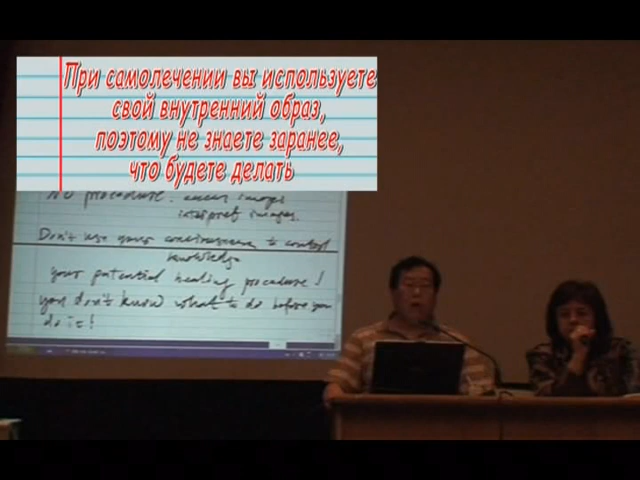 При самолечении вы используете
свой внутренний образ,
поэтому не знаете заранее,
что будете делать
No procedure. inner image
interpret images.
Don't use your consciousness to control
knowledge
your potential healing procedure!
you don't know what to do before you
do it!